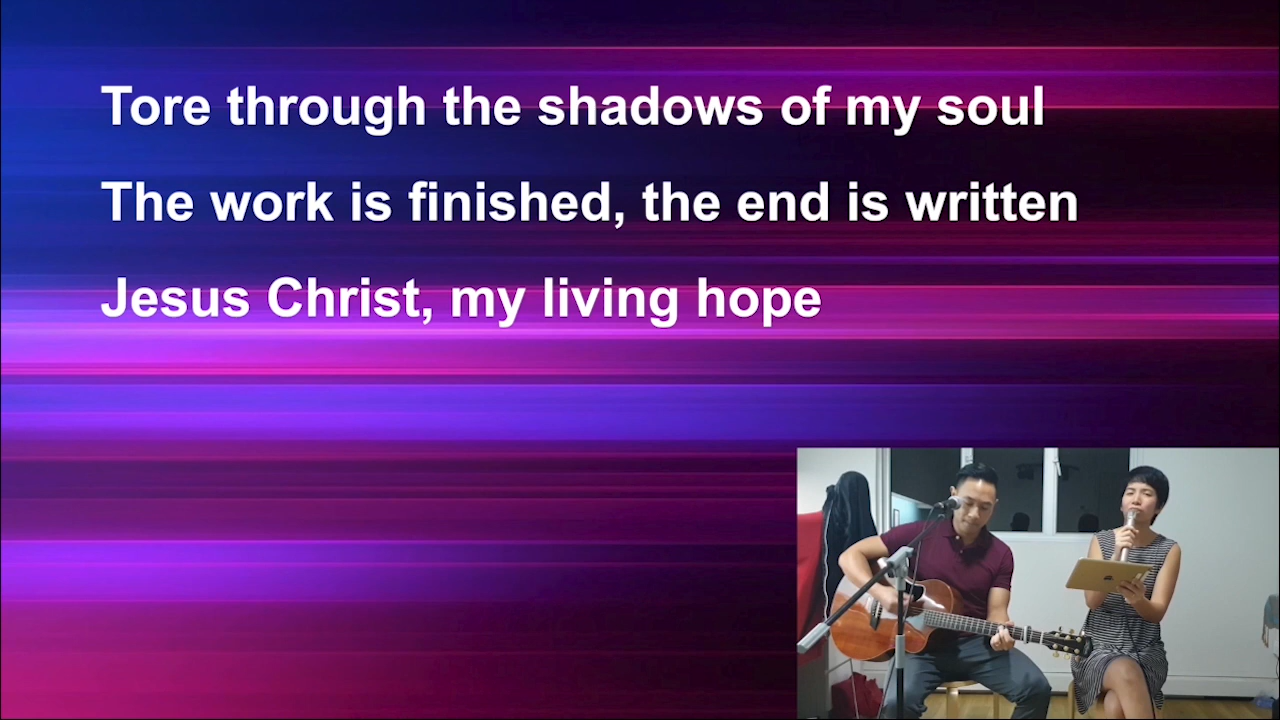 Tore through the shadows of my soul
The work is finished, the end is written
Jesus Christ, my living hope